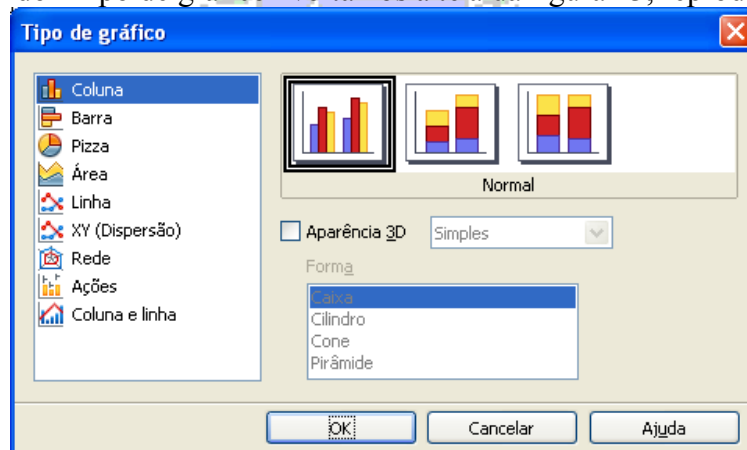 Tipo de gráfico
Coluna
Barra
Pizza
Área
Linha
XY (Dispersão)
Rede
Ações
Coluna e linha
Normal
Aparência 3D
Simples
Forma
Caixa
Cilindro
Cone
Pirâmide
OK
Cancelar
Ajuda